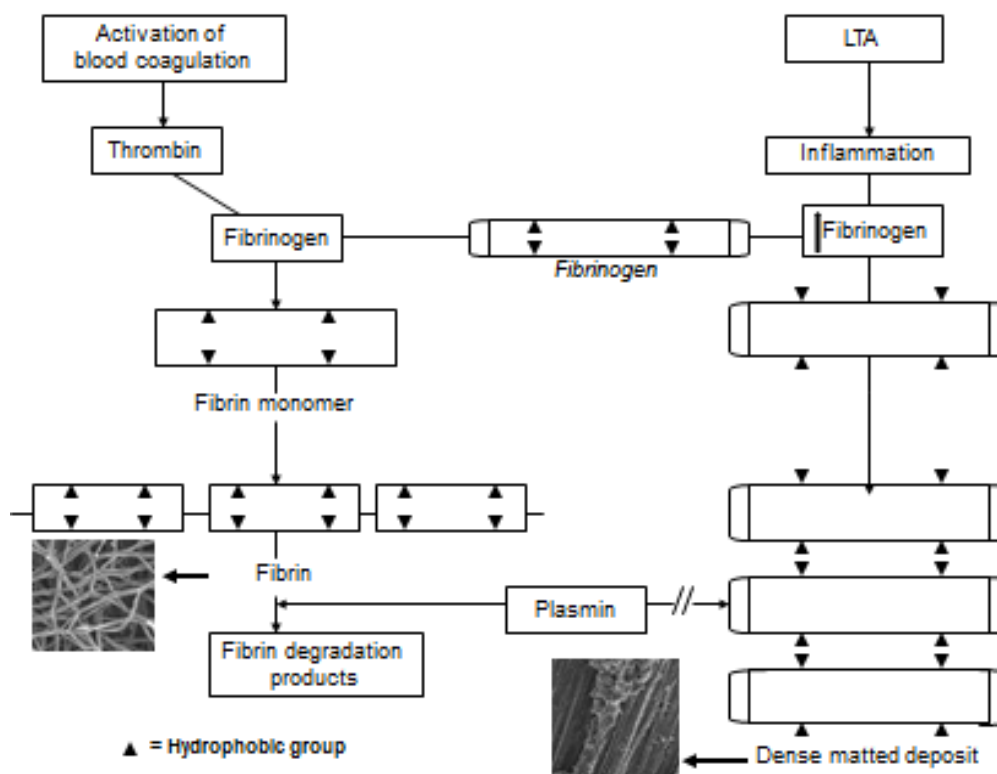 Activation of
blood coagulation
LTA
Thrombin
Inflammation
Fibrinogen
Fibrinogen
Fibrinogen
Fibrin monomer
Fibrin
Plasmin
Fibrin degradation
products
▲ = Hydrophobic group
Dense matted deposit